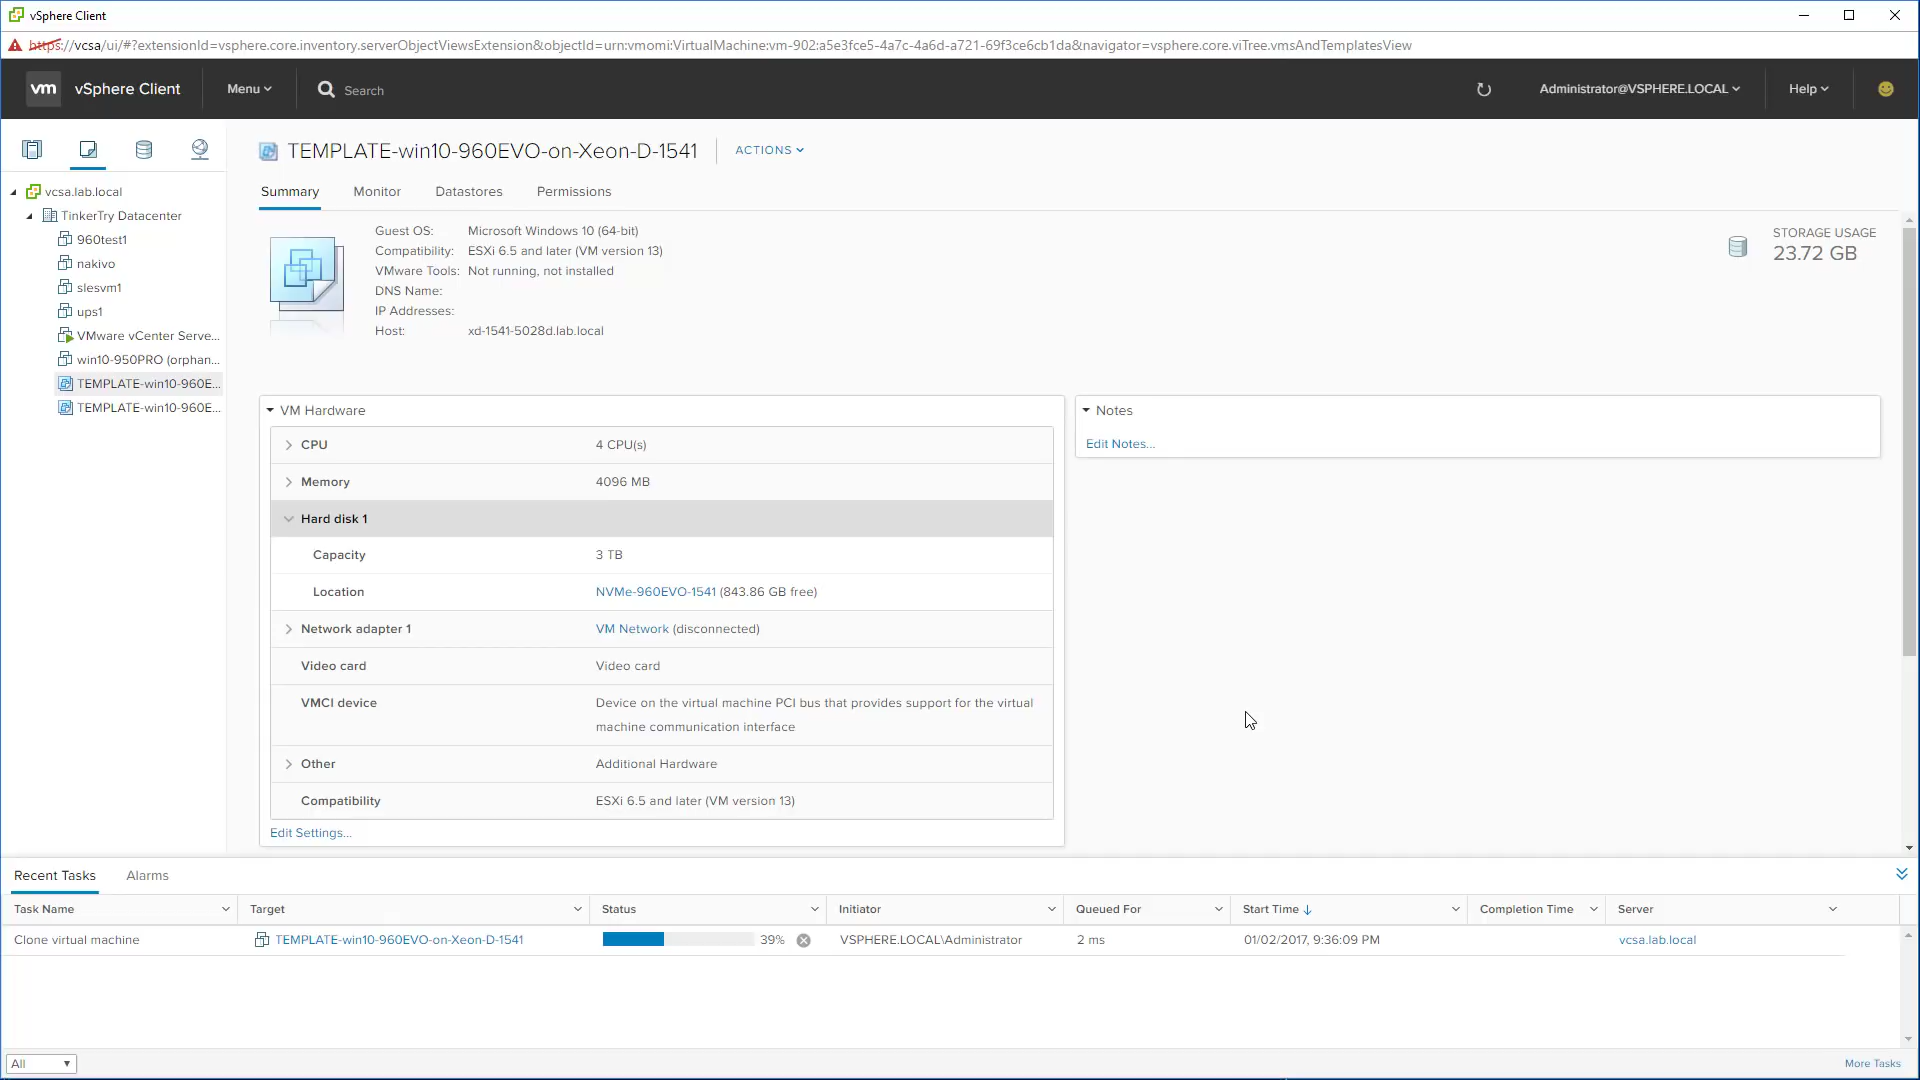 vSphere Client
https://vcsa/ui/#?extensionId=vsphere.core.inventory.serverObjectViewsExtension&objectId=urn:vmomi:VirtualMachine:vm-902:a5e3fce5-4a7c-4a6d-a721-69f3ce6cb1da&navigator=vsphere.core.viTree.vmsAndTemplatesView
vm vSphere Client Menu Search Administrator@VSPHERE.LOCAL Help
TEMPLATE-win10-960EVO-on-Xeon-D-1541 ACTIONS
Summary Monitor Datastores Permissions
vcsa.lab.local
TinkerTry Datacenter
960test1
nakivo
slesvm1
ups1
VMware vCenter Serve...
win10-950PRO (orphan...
TEMPLATE-win10-960E...
TEMPLATE-win10-960E...
Guest OS: Microsoft Windows 10 (64-bit)
Compatibility: ESXi 6.5 and later (VM version 13)
VMware Tools: Not running, not installed
DNS Name:
IP Addresses:
Host: xd-1541-5028d.lab.local
STORAGE USAGE
23.72 GB
VM Hardware
CPU 4 CPU(s)
Memory 4096 MB
Hard disk 1
Capacity 3 TB
Location NVMe-960EVO-1541 (843.86 GB free)
Network adapter 1 VM Network (disconnected)
Video card Video card
VMCI device Device on the virtual machine PCI bus that provides support for the virtual
machine communication interface
Other Additional Hardware
Compatibility ESXi 6.5 and later (VM version 13)
Edit Settings...
Notes
Edit Notes...
Recent Tasks Alarms
Task Name Target Status Initiator Queued For Start Time Completion Time Server
Clone virtual machine TEMPLATE-win10-960EVO-on-Xeon-D-1541 39% VSPHERE.LOCAL\Administrator 2 ms 01/02/2017, 9:36:09 PM vcsa.lab.local
All More Tasks